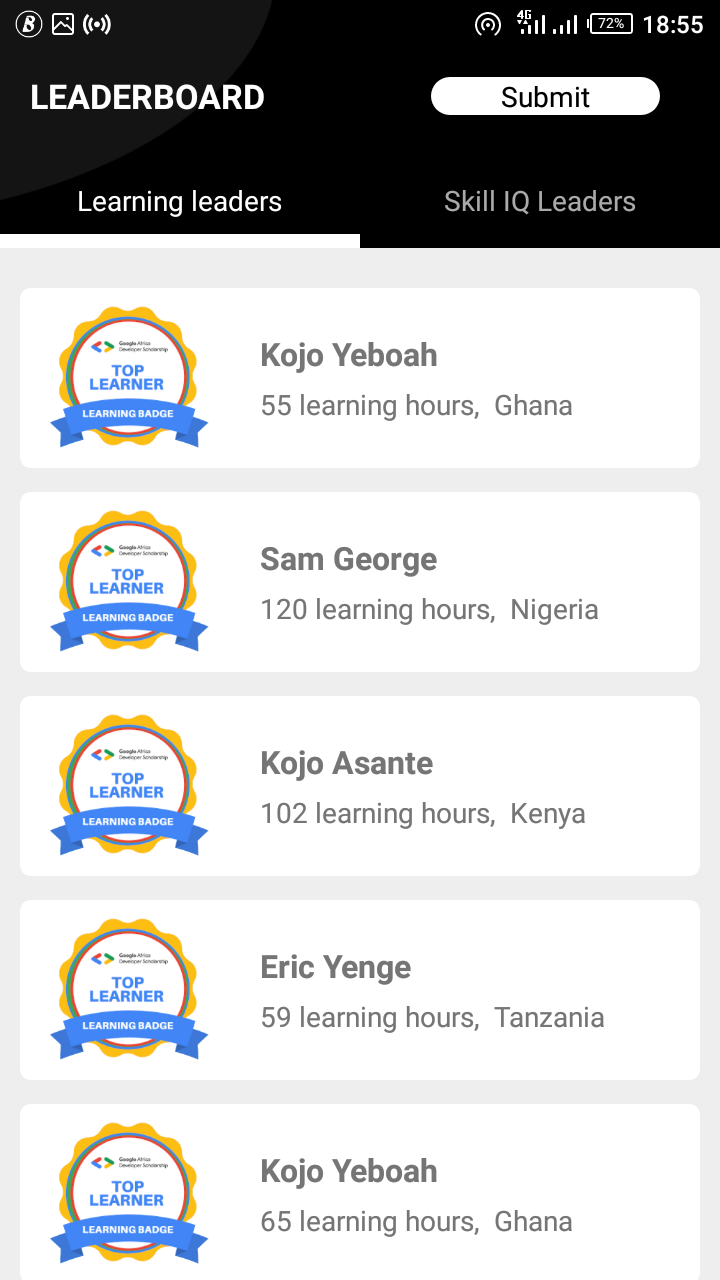 4G 72% 18:55
LEADERBOARD Submit
Learning leaders Skill IQ Leaders
Google Africa
Developer Scholarship
TOP
LEARNER
LEARNING BADGE
Kojo Yeboah
55 learning hours, Ghana
Google Africa
Developer Scholarship
TOP
LEARNER
LEARNING BADGE
Sam George
120 learning hours, Nigeria
Google Africa
Developer Scholarship
TOP
LEARNER
LEARNING BADGE
Kojo Asante
102 learning hours, Kenya
Google Africa
Developer Scholarship
TOP
LEARNER
LEARNING BADGE
Eric Yenge
59 learning hours, Tanzania
Google Africa
Developer Scholarship
TOP
LEARNER
LEARNING BADGE
Kojo Yeboah
65 learning hours, Ghana